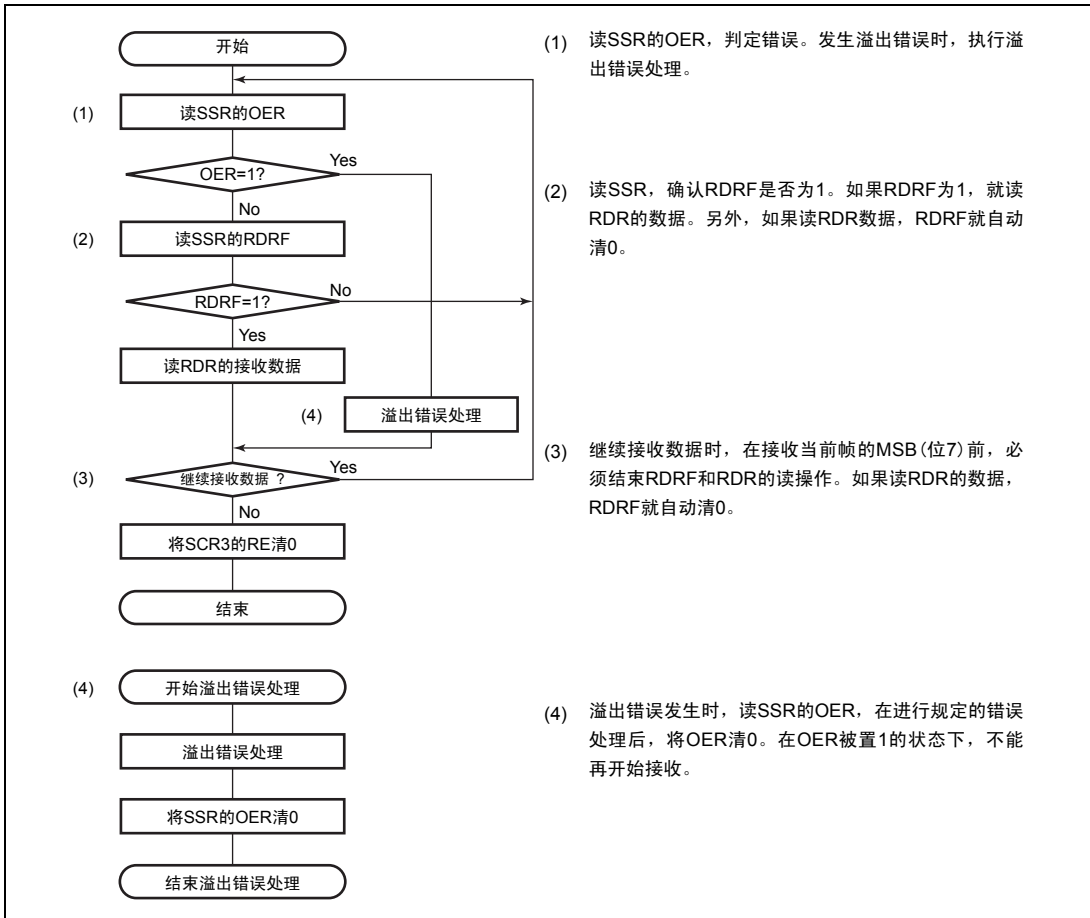 开始
(1) 读SSR的OER
OER=1?
Yes
No
(2) 读SSR的RDRF
RDRF=1?
No
Yes
读RDR的接收数据
(4) 溢出错误处理
(3) 继续接收数据 ?
Yes
No
将SCR3的RE清0
结束
(4) 开始溢出错误处理
溢出错误处理
将SSR的OER清0
结束溢出错误处理
(1) 读SSR的OER，判定错误。发生溢出错误时，执行溢
出错误处理。
(2) 读SSR，确认RDRF是否为1。如果RDRF为1，就读
RDR的数据。另外，如果读RDR数据，RDRF就自动
清0。
(3) 继续接收数据时，在接收当前帧的MSB(位7)前，必
须结束RDRF和RDR的读操作。如果读RDR的数据，
RDRF就自动清0。
(4) 溢出错误发生时，读SSR的OER，在进行规定的错误
处理后，将OER清0。在OER被置1的状态下，不能
再开始接收。